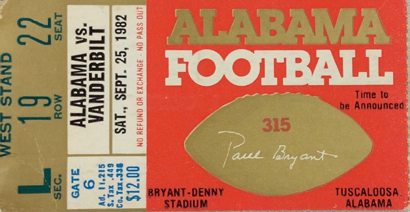 WEST STAND
L 19 22
SEC. ROW SEAT
ALABAMA VS.
VANDERBILT
SAT., SEPT. 25, 1982
NO REFUND OR EXCHANGE - NO PASS OUT
GATE
6
Ad. 11.215
S. Tax .449
Co. Tax .336
$12.00
ALABAMA
FOOTBALL
Time to
be Announced
315
Paul Bryant
BRYANT-DENNY
STADIUM
TUSCALOOSA,
ALABAMA